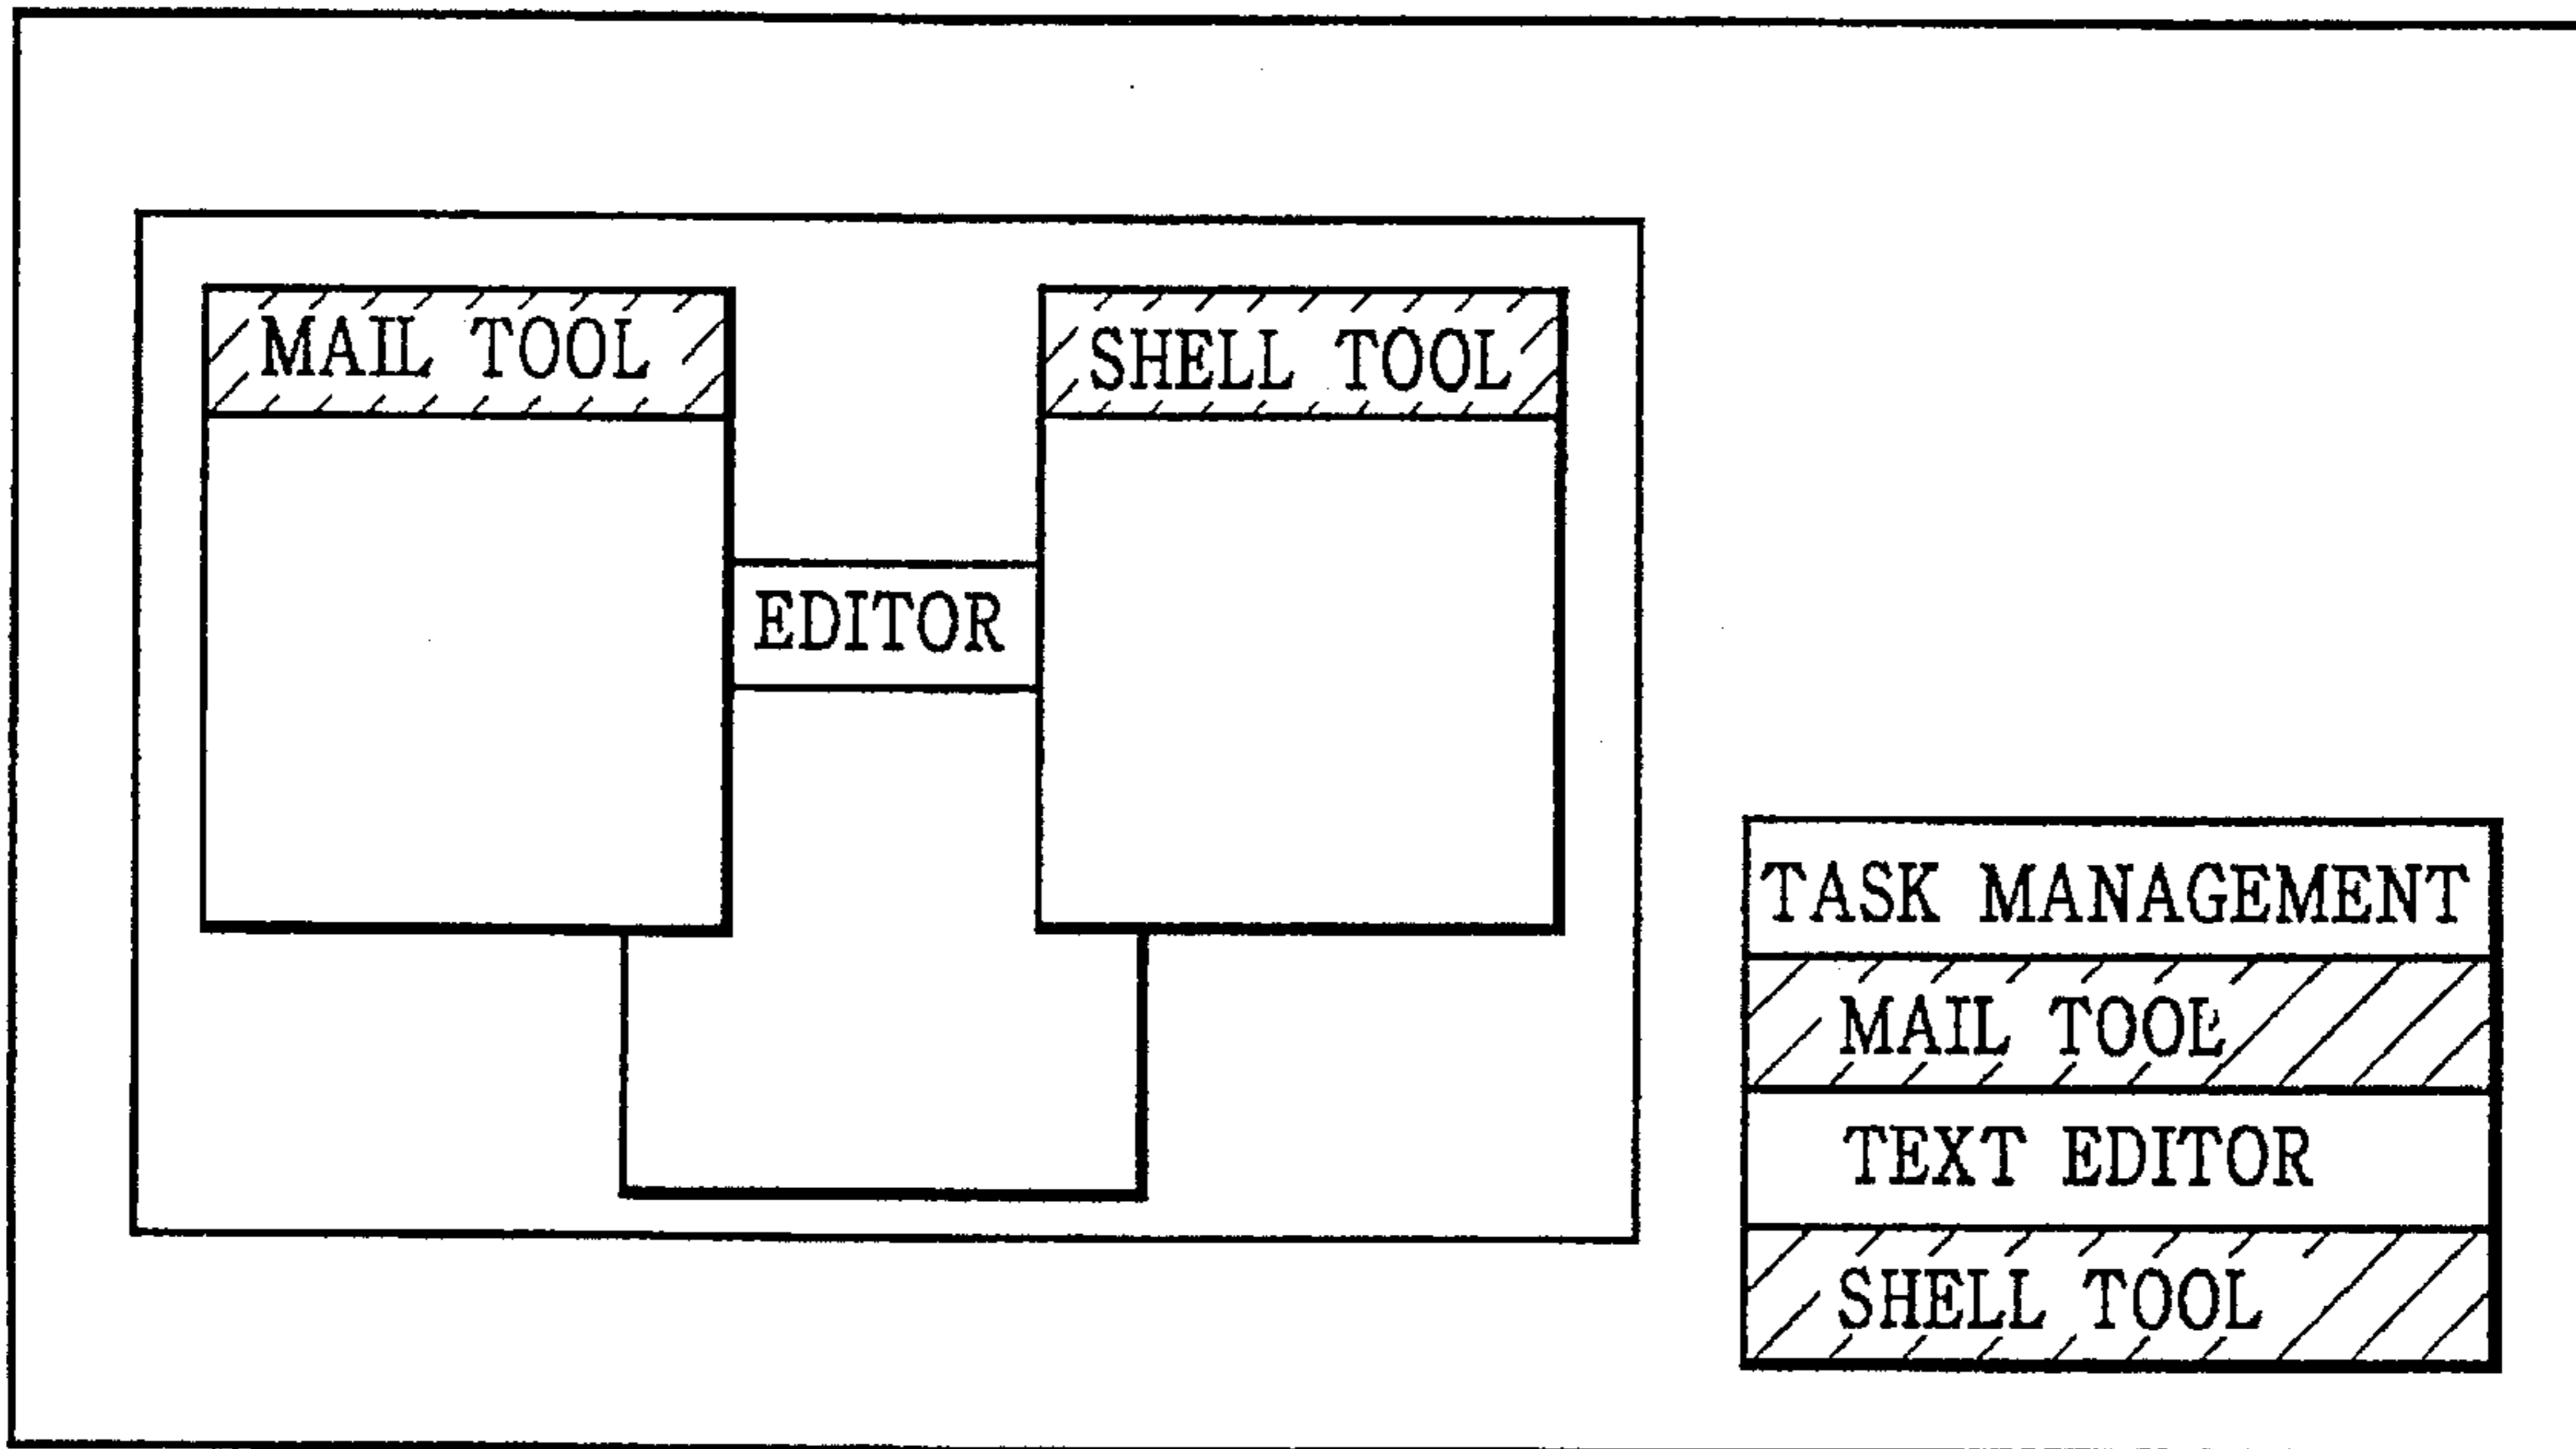 MAIL TOOL
SHELL TOOL
EDITOR
TASK MANAGEMENT
MAIL TOOL
TEXT EDITOR
SHELL TOOL